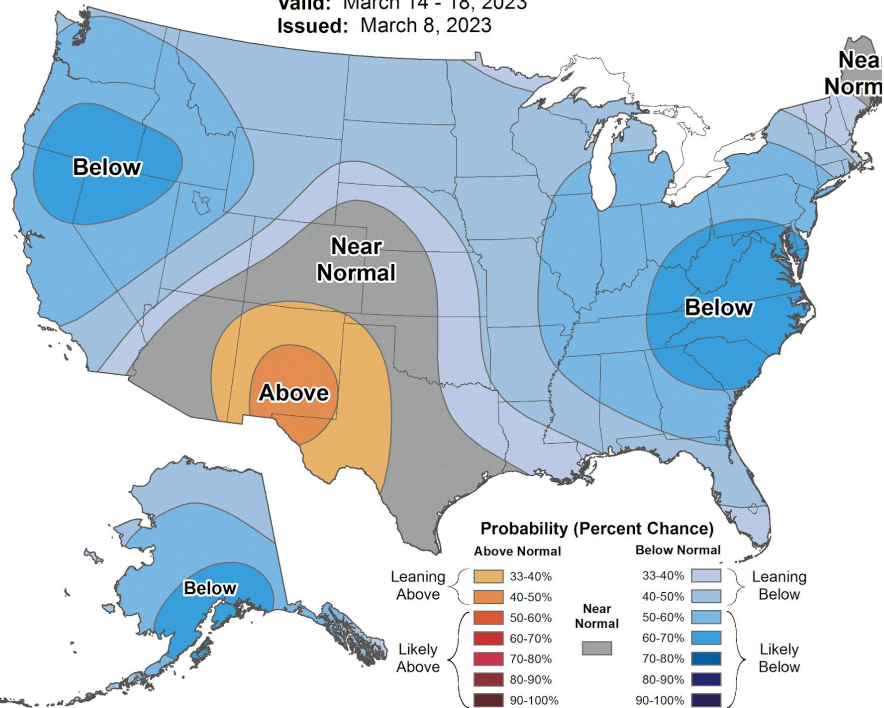 Valid: March 14 - 18, 2023
Issued: March 8, 2023
Near
Norm
Below
Near
Normal
Below
Above
Below
Probability (Percent Chance)
Above Normal
Below Normal
Leaning
Above
33-40%
40-50%
Likely
Above
50-60%
60-70%
70-80%
80-90%
90-100%
Near
Normal
33-40%
40-50%
Leaning
Below
50-60%
60-70%
70-80%
80-90%
90-100%
Likely
Below